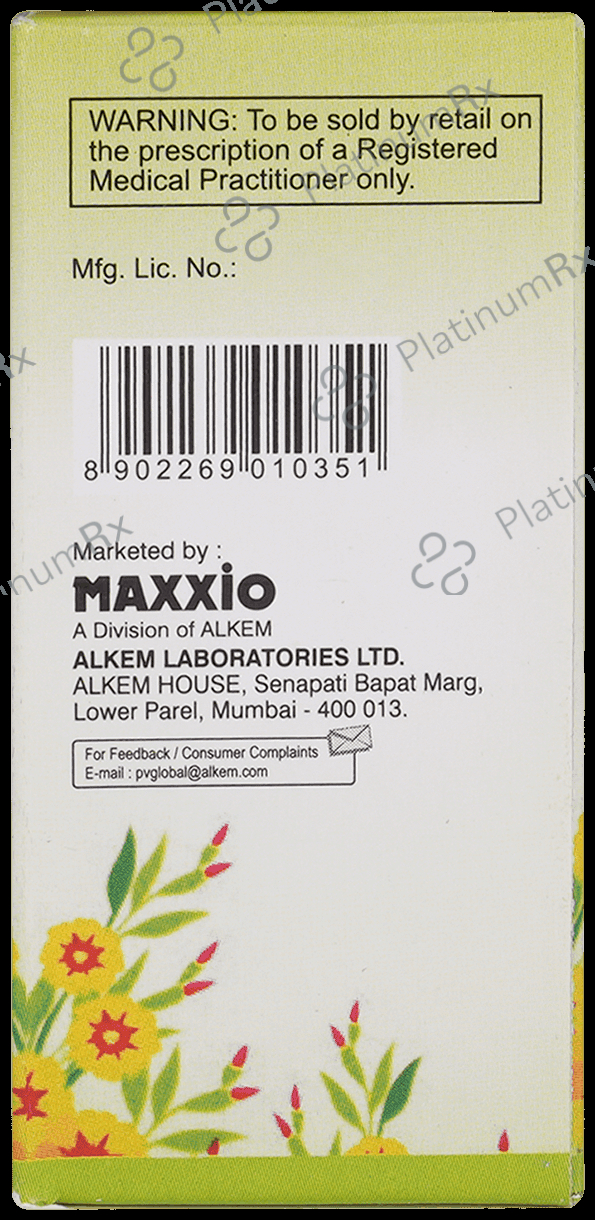 PlatinumRx
WARNING: To be sold by retail on
the prescription of a Registered
Medical Practitioner only.
PlatinumRx
Mfg. Lic. No.:
PlatinumRx
8 902269 010351
Marketed by :
MAXXiO
A Division of ALKEM
ALKEM LABORATORIES LTD.
ALKEM HOUSE, Senapati Bapat Marg,
Lower Parel, Mumbai - 400 013.
For Feedback / Consumer Complaints
E-mail : pvglobal@alkem.com